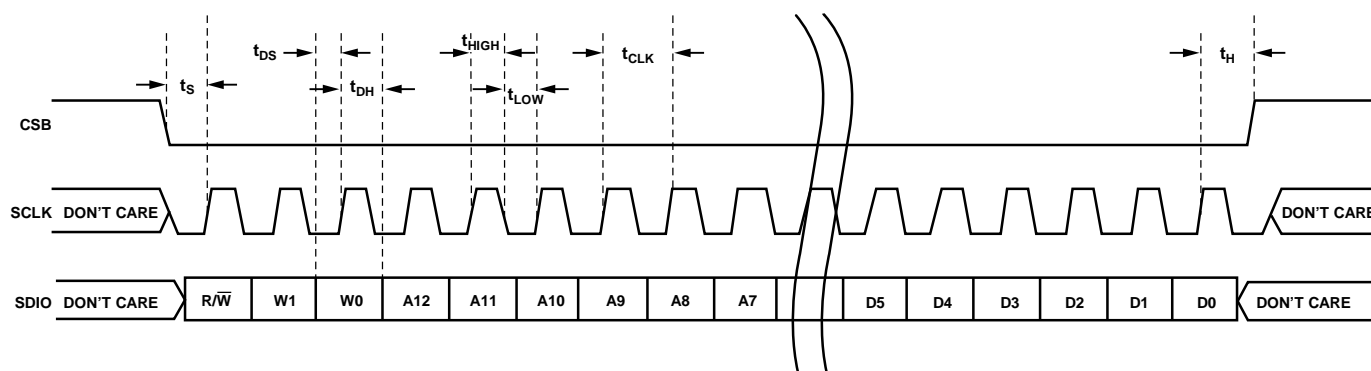 tDS
tHIGH
tCLK
tH
tS
tDH
tLOW
CSB
SCLK DON'T CARE DON'T CARE
SDIO DON'T CARE R/W̅ W1 W0 A12 A11 A10 A9 A8 A7 D5 D4 D3 D2 D1 D0 DON'T CARE